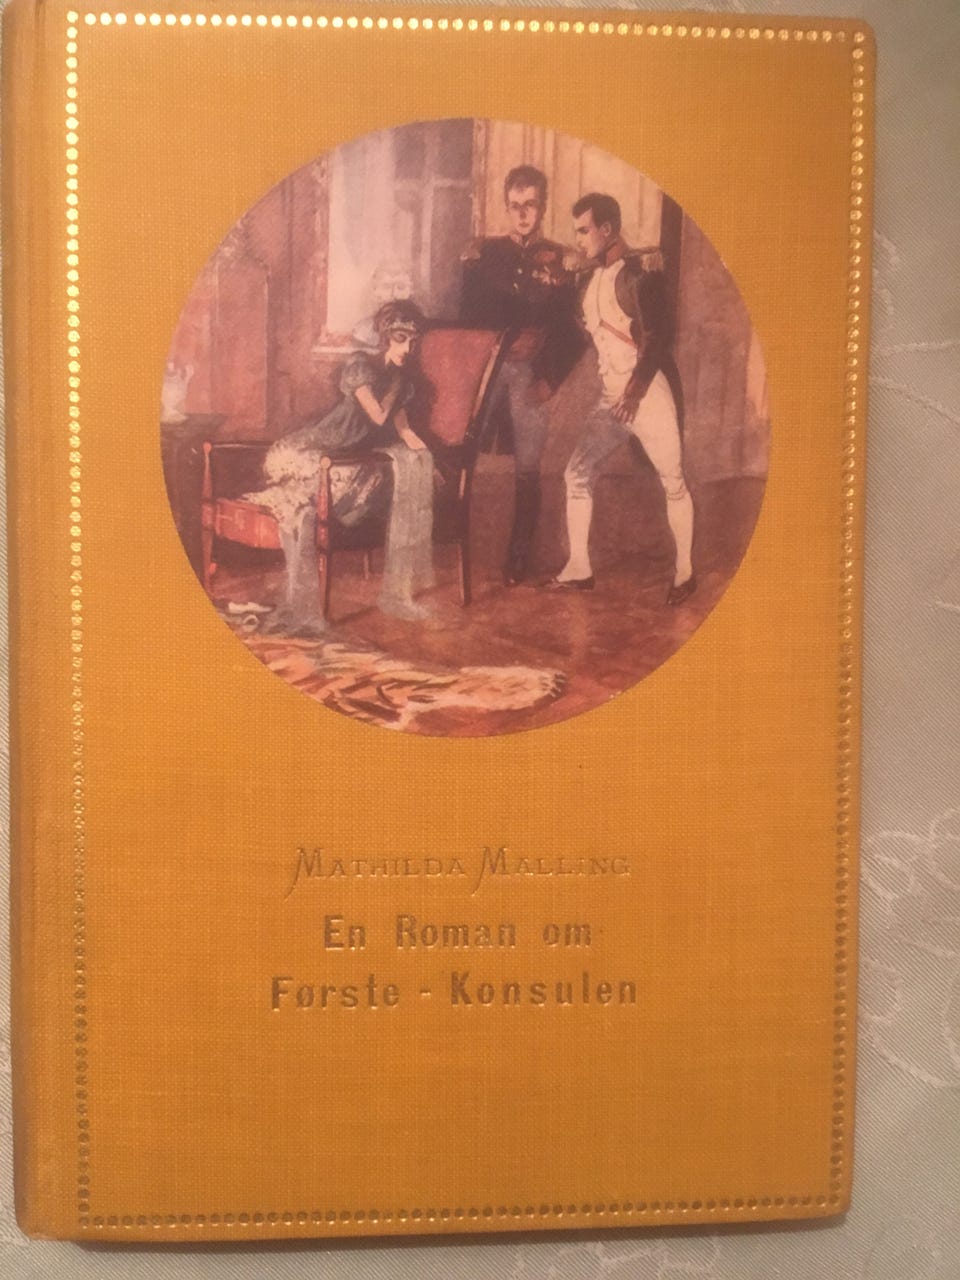 MATHILDA MALLING
En Roman om
Første - Konsulen